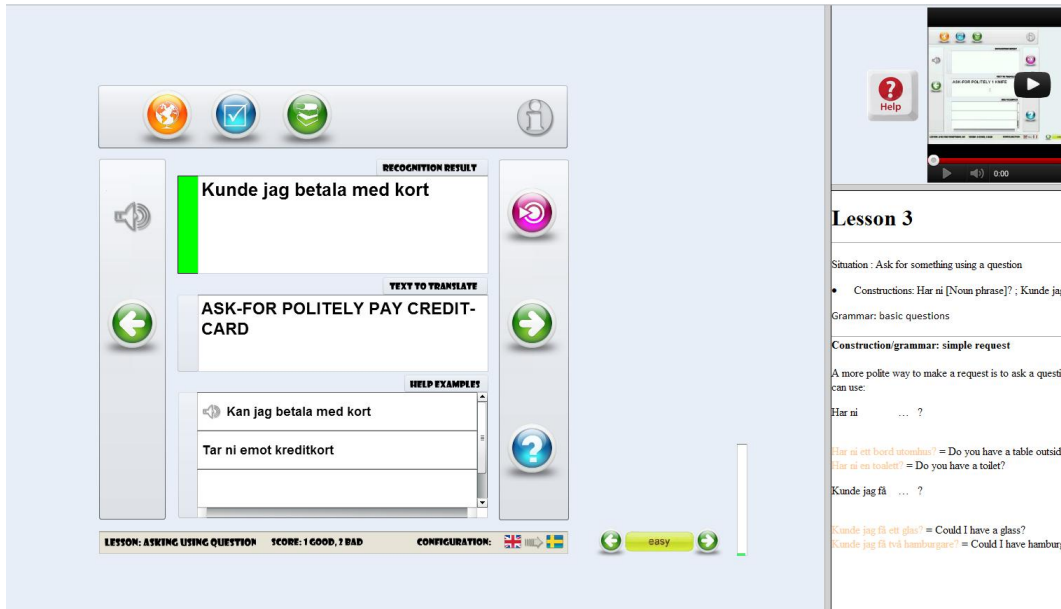 RECOGNITION RESULT
Kunde jag betala med kort
TEXT TO TRANSLATE
ASK-FOR POLITELY PAY CREDIT-
CARD
HELP EXAMPLES
Kan jag betala med kort
Tar ni emot kreditkort
LESSON: ASKING USING QUESTION SCORE: 1 GOOD, 2 BAD CONFIGURATION:
easy
Help
ASK-FOR POLITELY 1 KNIFE
0:00
Lesson 3
Situation : Ask for something using a question
• Constructions: Har ni [Noun phrase]? ; Kunde jag
Grammar: basic questions
Construction/grammar: simple request
A more polite way to make a request is to ask a questi
can use:
Har ni … ?
Har ni ett bord utomhus? = Do you have a table outsid
Har ni en toalett? = Do you have a toilet?
Kunde jag få … ?
Kunde jag få ett glas? = Could I have a glass?
Kunde jag få två hamburgare? = Could I have hamburg